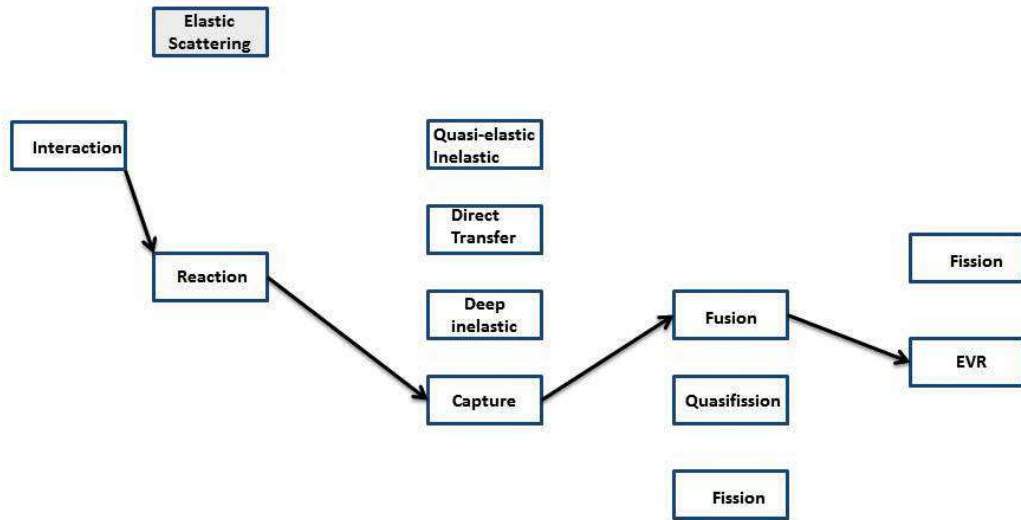 Elastic
Scattering
Interaction
Reaction
Quasi-elastic
Inelastic
Direct
Transfer
Deep
inelastic
Capture
Fusion
Quasifission
Fission
Fission
EVR